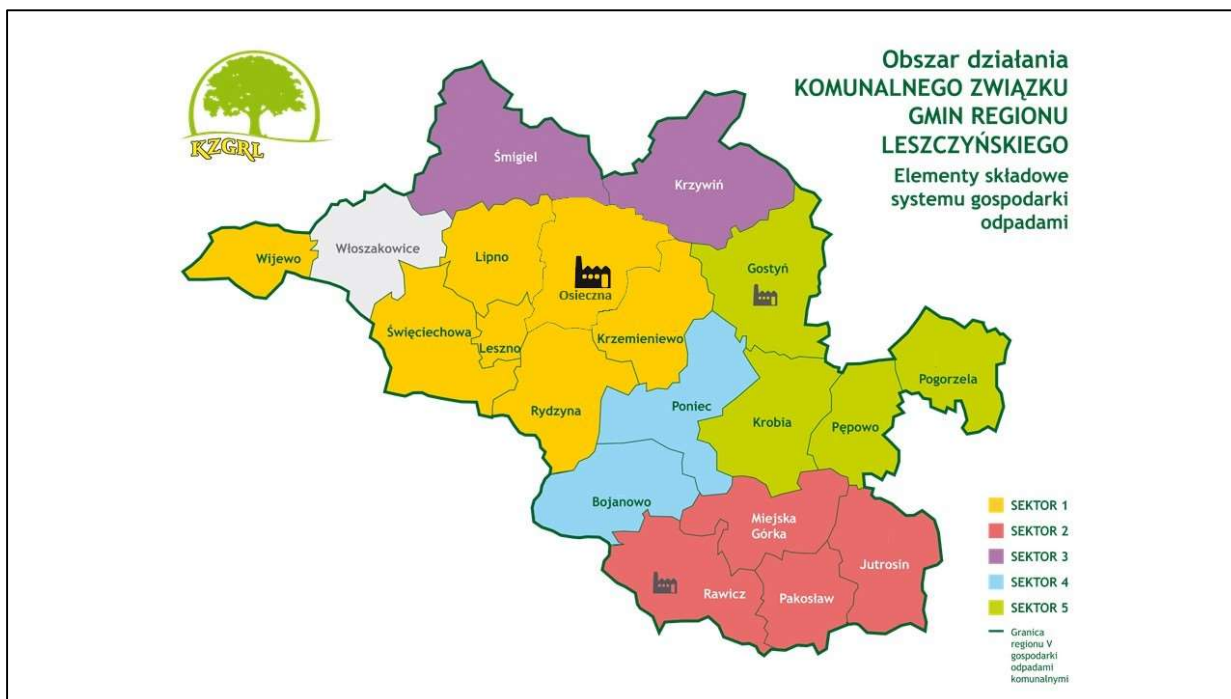 Obszar działania
KOMUNALNEGO ZWIĄZKU
GMIN REGIONU
LESZCZYŃSKIEGO
Elementy składowe
systemu gospodarki
odpadami
KZGRL
Śmigiel
Krzywiń
Włoszakowice
Wijewo
Lipno
Gostyń
Osieczna
Święciechowa
Leszno
Krzemieniewo
Pogorzela
Rydzyna
Poniec
Krobia
Pępowo
Bojanowo
Miejska
Górka
Jutrosin
Rawicz
Pakosław
SEKTOR 1
SEKTOR 2
SEKTOR 3
SEKTOR 4
SEKTOR 5
Granica
regionu V
gospodarki
odpadami
komunalnymi